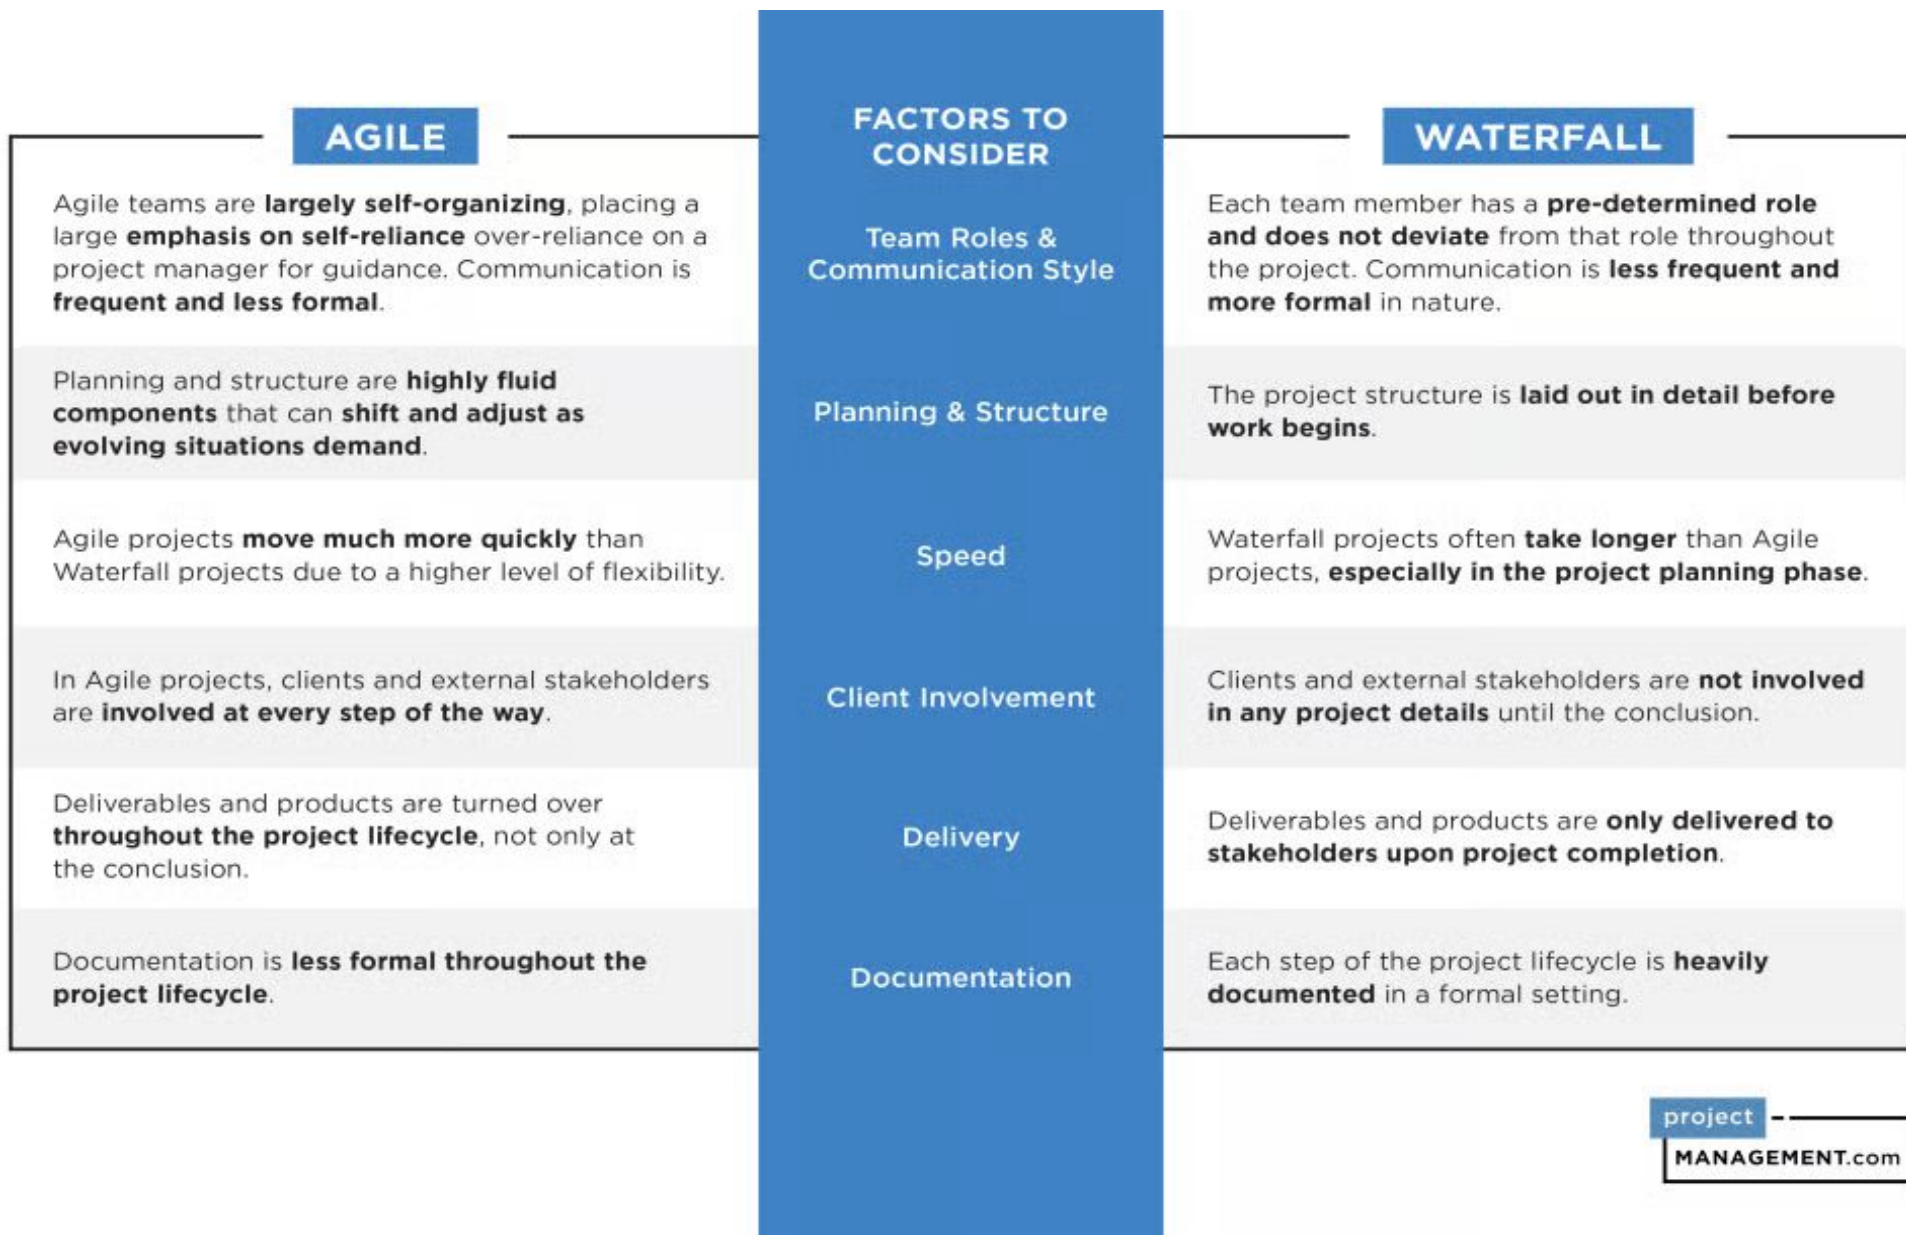 AGILE
Agile teams are largely self-organizing, placing a
large emphasis on self-reliance over-reliance on a
project manager for guidance. Communication is
frequent and less formal.
Planning and structure are highly fluid
components that can shift and adjust as
evolving situations demand.
Agile projects move much more quickly than
Waterfall projects due to a higher level of flexibility.
In Agile projects, clients and external stakeholders
are involved at every step of the way.
Deliverables and products are turned over
throughout the project lifecycle, not only at
the conclusion.
Documentation is less formal throughout the
project lifecycle.
FACTORS TO
CONSIDER
Team Roles &
Communication Style
Planning & Structure
Speed
Client Involvement
Delivery
Documentation
WATERFALL
Each team member has a pre-determined role
and does not deviate from that role throughout
the project. Communication is less frequent and
more formal in nature.
The project structure is laid out in detail before
work begins.
Waterfall projects often take longer than Agile
projects, especially in the project planning phase.
Clients and external stakeholders are not involved
in any project details until the conclusion.
Deliverables and products are only delivered to
stakeholders upon project completion.
Each step of the project lifecycle is heavily
documented in a formal setting.
project
MANAGEMENT.com